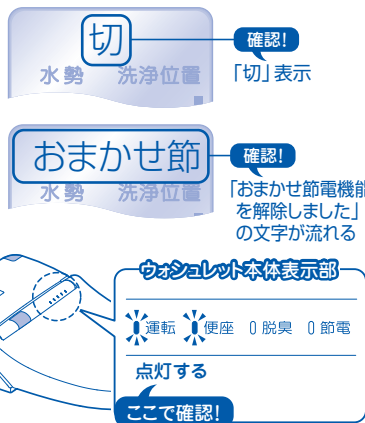 切
水勢 洗浄位置
確認!
「切」表示
おまかせ節
水勢 洗浄位置
確認!
「おまかせ節電機能
を解除しました」
の文字が流れる
ウォシュレット本体表示部
運転 便座 脱臭 節電
点灯する
ここで確認!